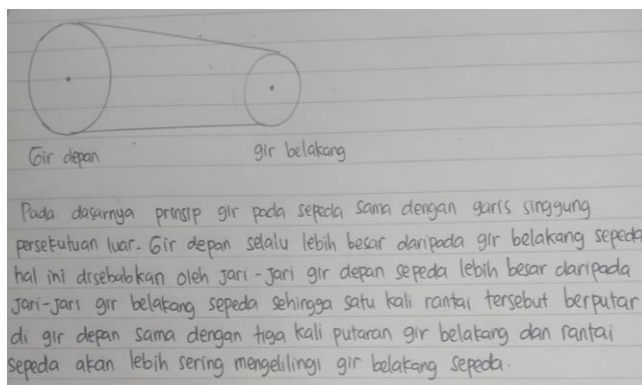 Gir depan
gir belakang
Pada dasarnya prinsip gir pada sepeda sama dengan garis singgung
persekutuan luar. Gir depan selalu lebih besar daripada gir belakang sepeda
hal ini disebabkan oleh jari-jari gir depan sepeda lebih besar daripada
jari-jari gir belakang sepeda sehingga satu kali rantai tersebut berputar
di gir depan sama dengan tiga kali putaran gir belakang dan rantai
sepeda akan lebih sering mengelilingi gir belakang sepeda.